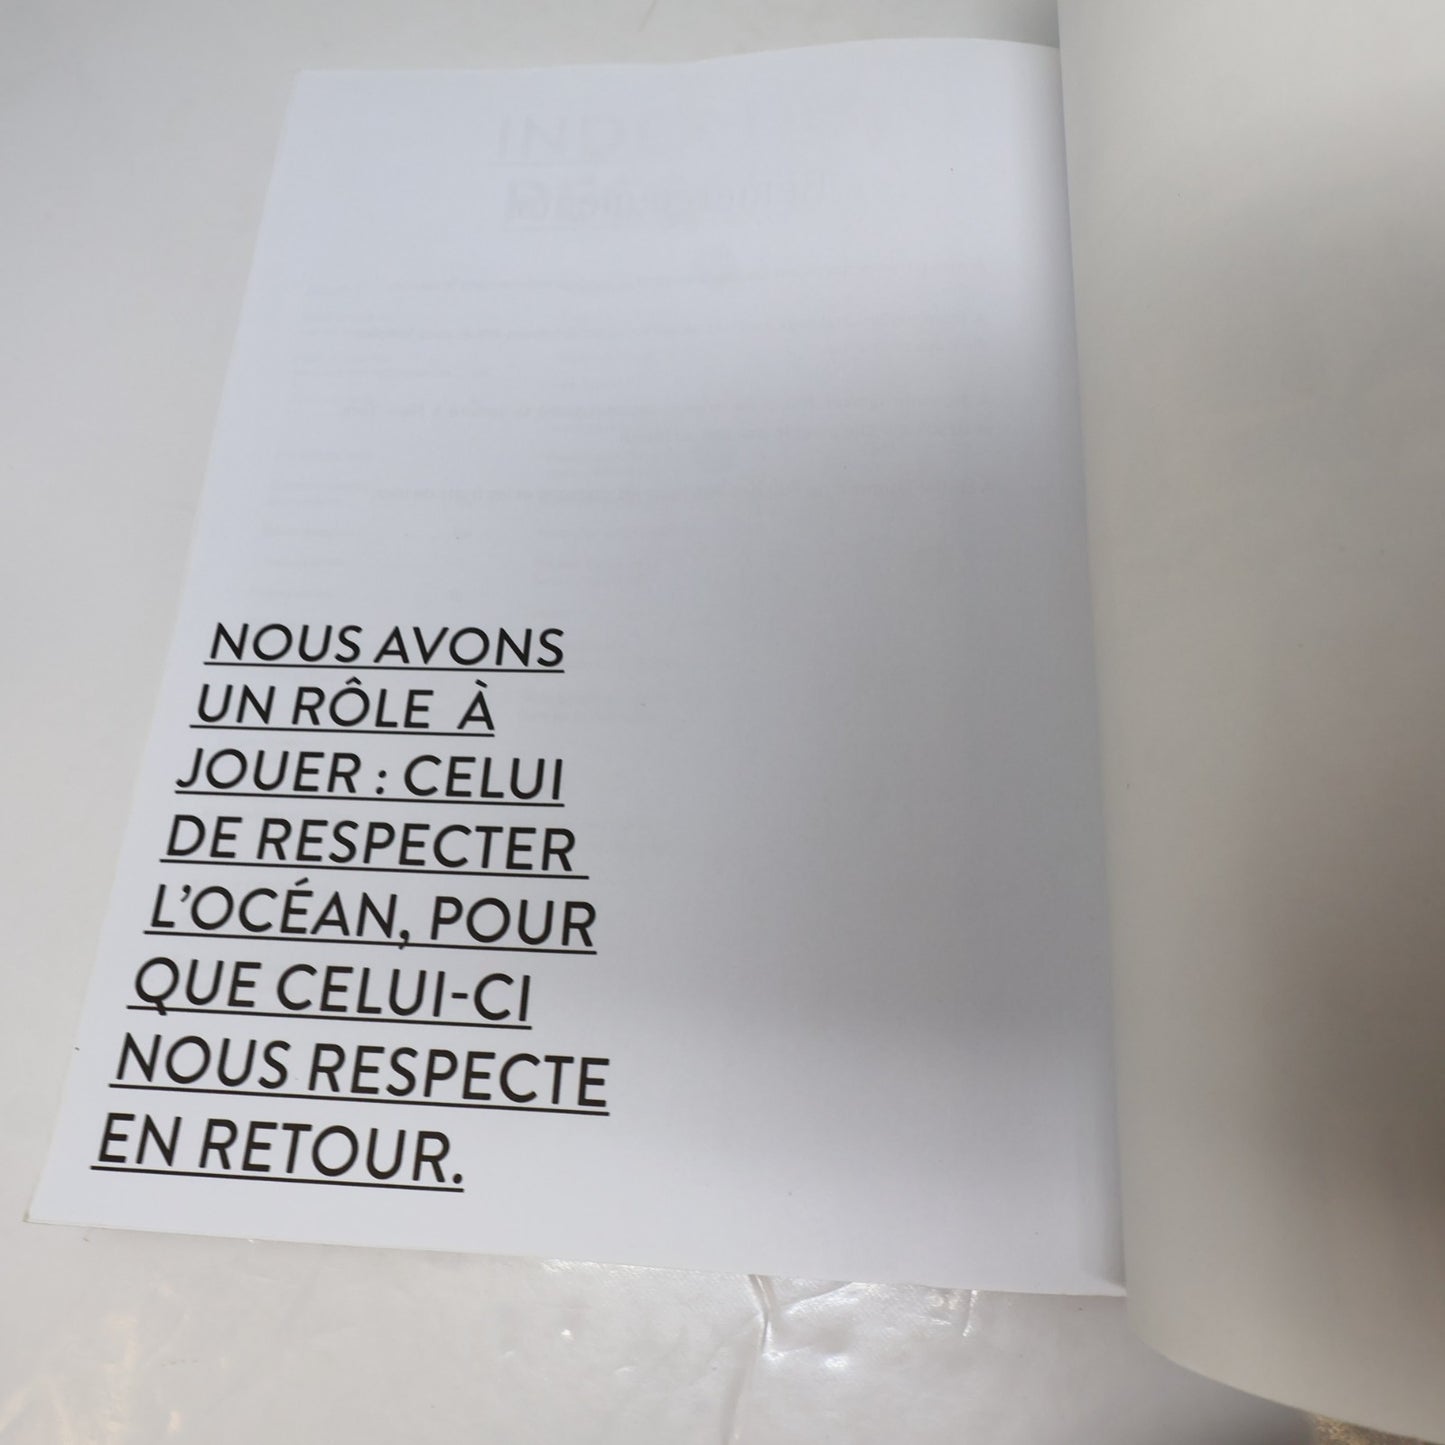 NOUS AVONS
UN RÔLE À
JOUER : CELUI
DE RESPECTER
L'OCÉAN, POUR
QUE CELUI-CI
NOUS RESPECTE
EN RETOUR.